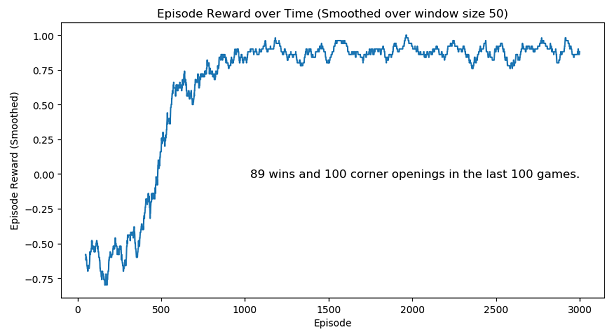 Episode Reward over Time (Smoothed over window size 50)
1.00
0.75
0.50
0.25
0.00
−0.25
−0.50
−0.75
Episode Reward (Smoothed)
89 wins and 100 corner openings in the last 100 games.
0 500 1000 1500 2000 2500 3000
Episode